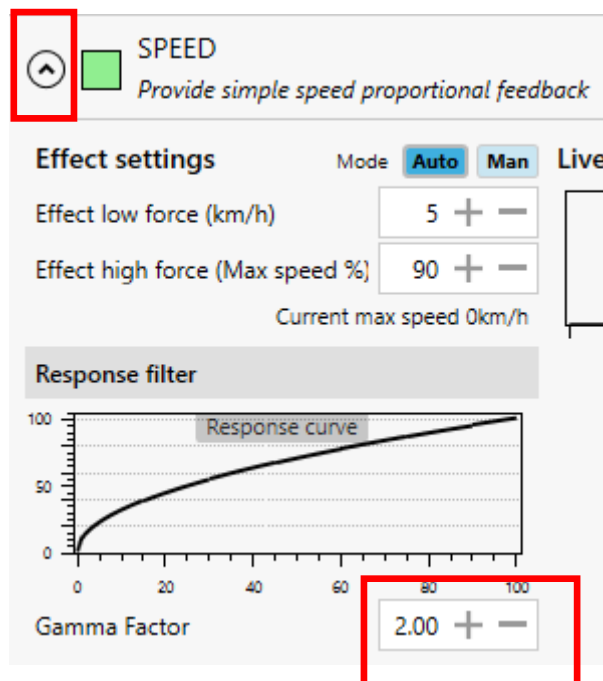 SPEED
Provide simple speed proportional feedback
Effect settings Mode Auto Man Live
Effect low force (km/h) 5
Effect high force (Max speed %) 90
Current max speed 0km/h
Response filter
Response curve
100
50
0
0 20 40 60 80 100
Gamma Factor 2.00